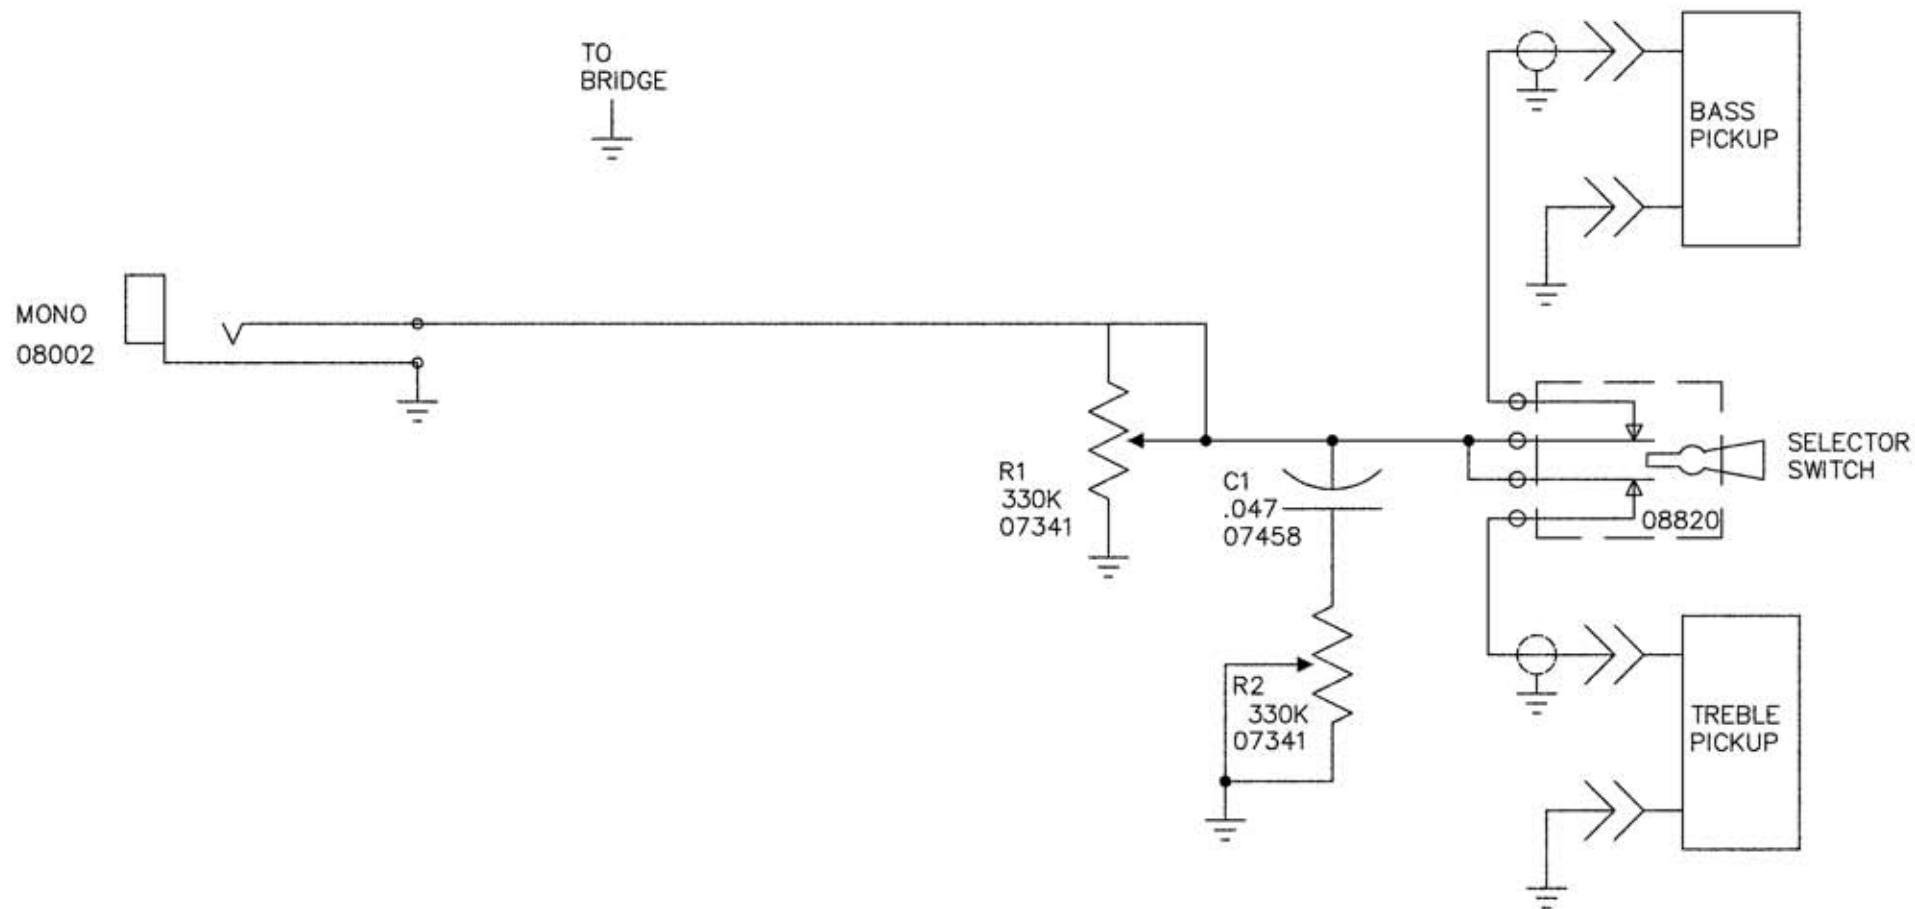 TO
BRIDGE
BASS
PICKUP
MONO
08002
R1
330K
07341
C1
.047
07458
SELECTOR
SWITCH
08820
R2
330K
07341
TREBLE
PICKUP